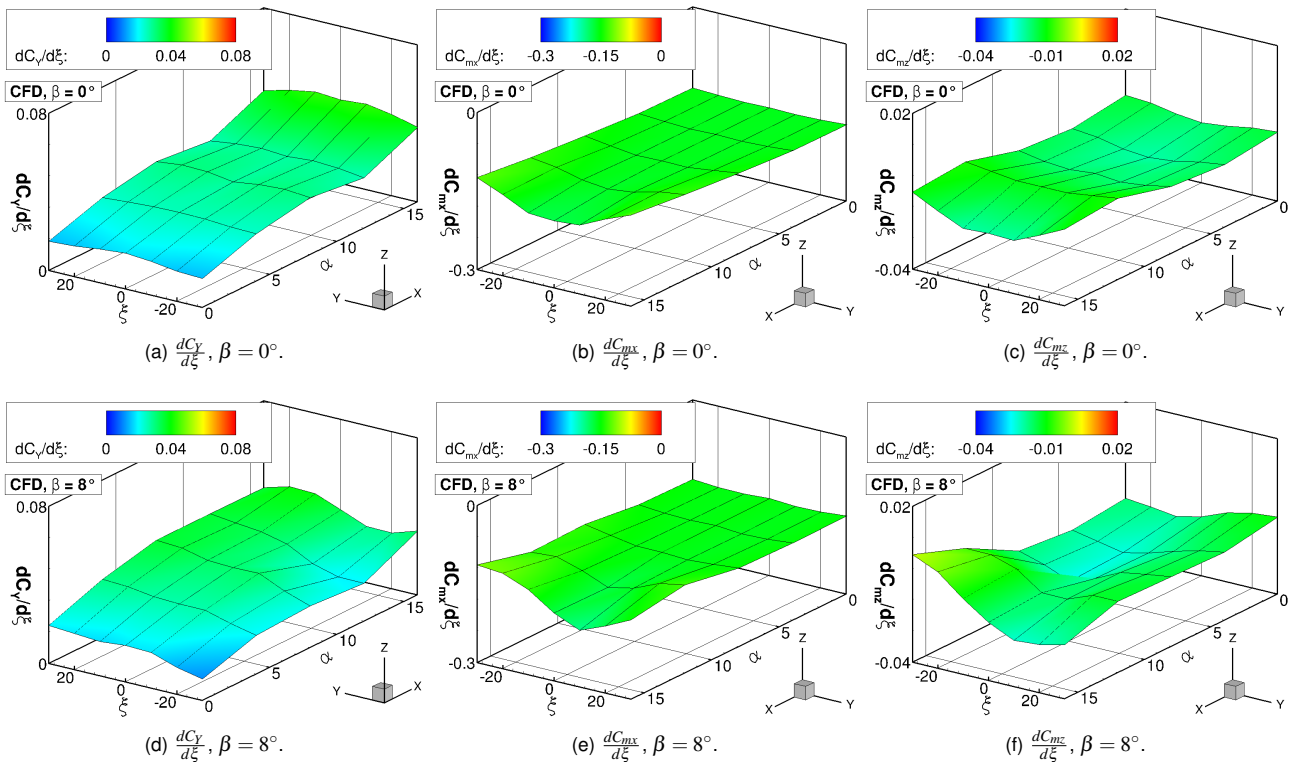 dC_Y/dξ: 0 0.04 0.08
CFD, β = 0°
0.08
dC_Y/dξ
0
20 0 -20
ξ
0 5 10 15
α
Z
Y X
(a) dC_Y/dξ, β = 0°.
dC_mx/dξ: -0.3 -0.15 0
CFD, β = 0°
0
dC_mx/dξ
-0.3
-20 0 20
ξ
15 10 5 0
α
Z
X Y
(b) dC_mx/dξ, β = 0°.
dC_mz/dξ: -0.04 -0.01 0.02
CFD, β = 0°
0.02
dC_mz/dξ
-0.04
-20 0 20
ξ
15 10 5 0
α
Z
X Y
(c) dC_mz/dξ, β = 0°.
dC_Y/dξ: 0 0.04 0.08
CFD, β = 8°
0.08
dC_Y/dξ
0
20 0 -20
ξ
0 5 10 15
α
Z
Y X
(d) dC_Y/dξ, β = 8°.
dC_mx/dξ: -0.3 -0.15 0
CFD, β = 8°
0
dC_mx/dξ
-0.3
-20 0 20
ξ
15 10 5 0
α
Z
X Y
(e) dC_mx/dξ, β = 8°.
dC_mz/dξ: -0.04 -0.01 0.02
CFD, β = 8°
0.02
dC_mz/dξ
-0.04
-20 0 20
ξ
15 10 5 0
α
Z
X Y
(f) dC_mz/dξ, β = 8°.